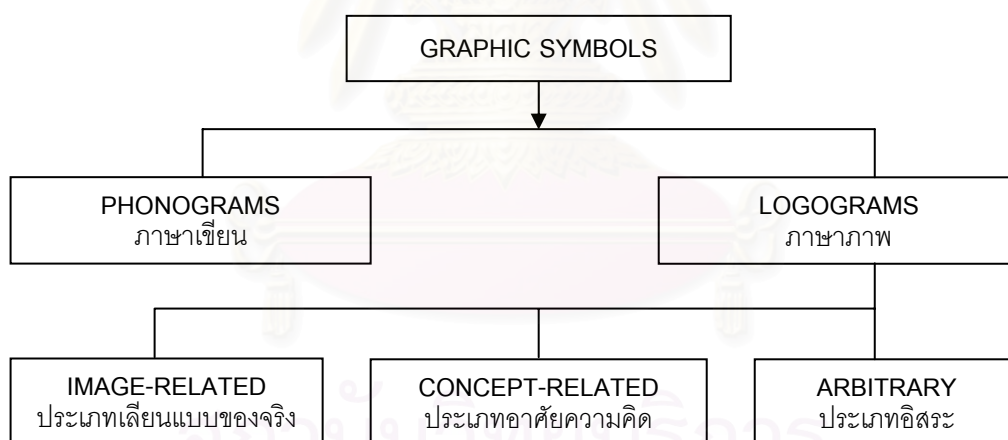 GRAPHIC SYMBOLS
PHONOGRAMS
ภาษาเขียน
LOGOGRAMS
ภาษาภาพ
IMAGE-RELATED
ประเภทเลียนแบบของจริง
CONCEPT-RELATED
ประเภทอาศัยความคิด
ARBITRARY
ประเภทอิสระ